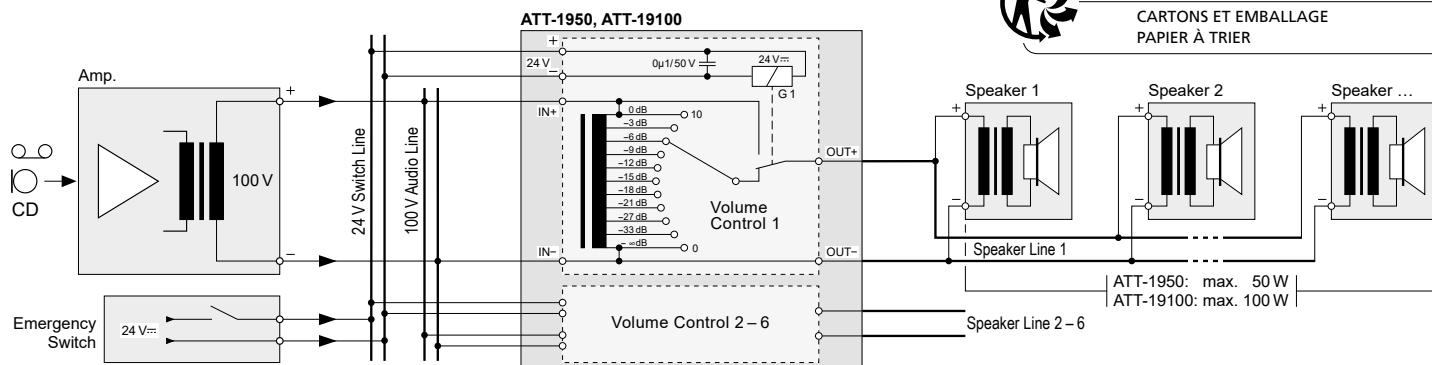 ATT-1950, ATT-19100
CARTONS ET EMBALLAGE
PAPIER À TRIER
Amp.
+
100 V
−
CD
24 V Switch Line
100 V Audio Line
+
24 V
−
0µ1/50 V
24 V⎓
G 1
IN+
0 dB
10
−3 dB
−6 dB
−9 dB
−12 dB
−15 dB
−18 dB
−21 dB
−27 dB
−33 dB
− ∞ dB
0
IN−
Volume
Control 1
OUT+
OUT−
Speaker 1
+
−
Speaker 2
+
−
Speaker …
+
−
Speaker Line 1
ATT-1950: max. 50 W
ATT-19100: max. 100 W
Emergency
Switch
24 V⎓
Volume Control 2 – 6
Speaker Line 2 – 6